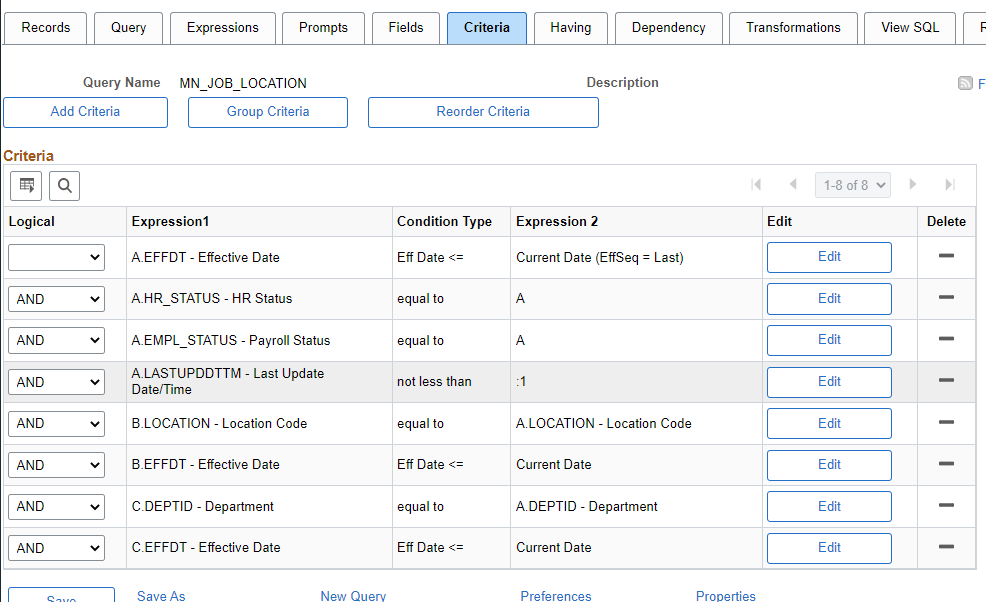 Records Query Expressions Prompts Fields Criteria Having Dependency Transformations View SQL
Query Name MN_JOB_LOCATION Description F
Add Criteria Group Criteria Reorder Criteria
Criteria
1-8 of 8
Logical Expression1 Condition Type Expression 2 Edit Delete
A.EFFDT - Effective Date Eff Date <= Current Date (EffSeq = Last) Edit
AND A.HR_STATUS - HR Status equal to A Edit
AND A.EMPL_STATUS - Payroll Status equal to A Edit
AND A.LASTUPDDTTM - Last Update Date/Time not less than :1 Edit
AND B.LOCATION - Location Code equal to A.LOCATION - Location Code Edit
AND B.EFFDT - Effective Date Eff Date <= Current Date Edit
AND C.DEPTID - Department equal to A.DEPTID - Department Edit
AND C.EFFDT - Effective Date Eff Date <= Current Date Edit
Save Save As New Query Preferences Properties